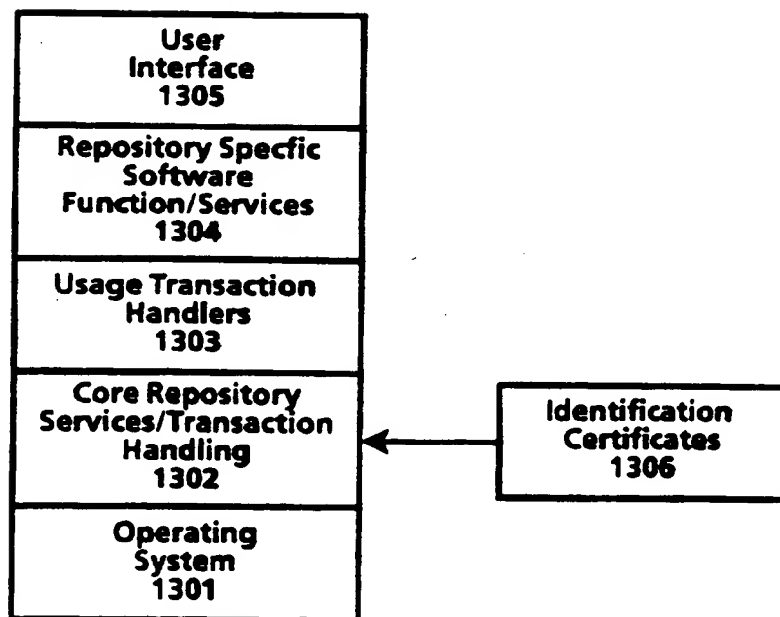 User
Interface
1305
Repository Specfic
Software
Function/Services
1304
Usage Transaction
Handlers
1303
Core Repository
Services/Transaction
Handling
1302
Operating
System
1301
Identification
Certificates
1306